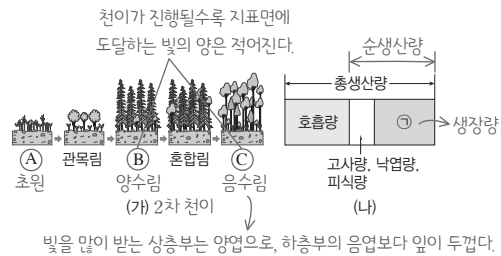 천이가 진행될수록 지표면에
도달하는 빛의 양은 적어진다.
순생산량
총생산량
호흡량
㉠
생장량
고사량, 낙엽량,
피식량
Ⓐ 관목림 Ⓑ 혼합림 Ⓒ
초원 양수림 음수림
(가) 2차 천이
(나)
빛을 많이 받는 상층부는 양엽으로, 하층부의 음엽보다 잎이 두껍다.